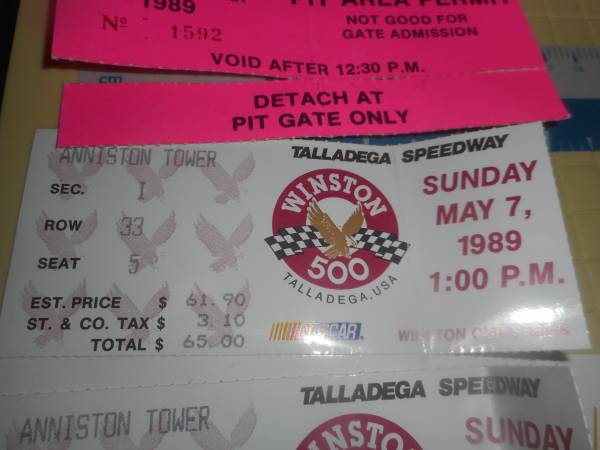 1989
PIT AREA PERMIT
Nº 1592
NOT GOOD FOR
GATE ADMISSION
VOID AFTER 12:30 P.M.
cm
DETACH AT
PIT GATE ONLY
ANNISTON TOWER
SEC. I
ROW 33
SEAT 5
EST. PRICE $ 61.90
ST. & CO. TAX $ 3.10
TOTAL $ 65.00
TALLADEGA SPEEDWAY
WINSTON
500
TALLADEGA, USA
NASCAR.
SUNDAY
MAY 7,
1989
1:00 P.M.
WINSTON CUP SERIES
ANNISTON TOWER
TALLADEGA SPEEDWAY
INSTO
SUNDAY